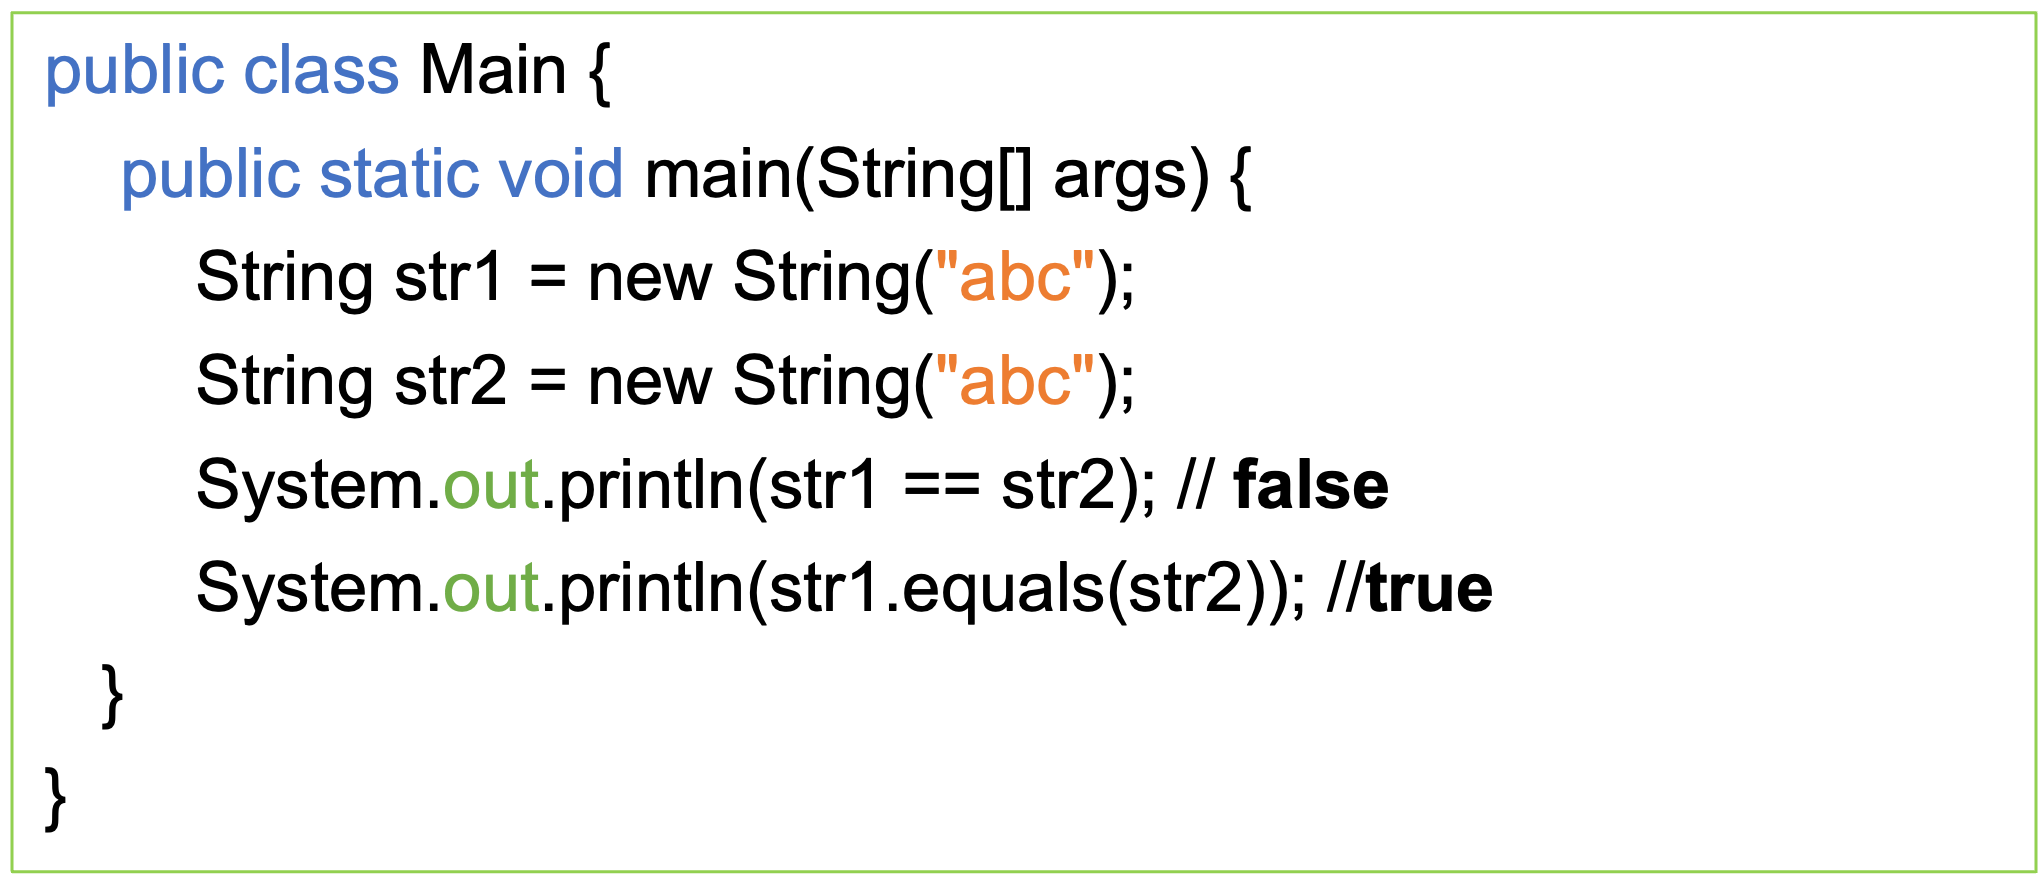 public class Main {
public static void main(String[] args) {
String str1 = new String("abc");
String str2 = new String("abc");
System.out.println(str1 == str2); // false
System.out.println(str1.equals(str2)); //true
}
}